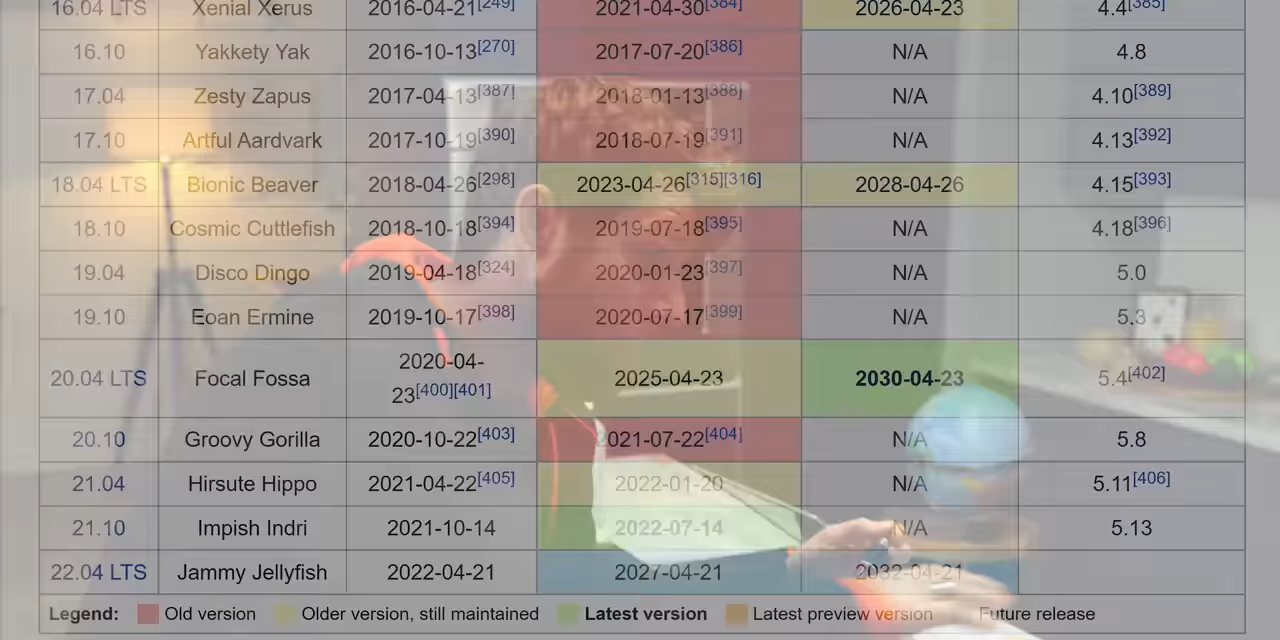 16.04 LTS Xenial Xerus 2016-04-21[249] 2021-04-30[384] 2026-04-23 4.4[385]
16.10 Yakkety Yak 2016-10-13[270] 2017-07-20[386] N/A 4.8
17.04 Zesty Zapus 2017-04-13[387] 2018-01-13[388] N/A 4.10[389]
17.10 Artful Aardvark 2017-10-19[390] 2018-07-19[391] N/A 4.13[392]
18.04 LTS Bionic Beaver 2018-04-26[298] 2023-04-26[315][316] 2028-04-26 4.15[393]
18.10 Cosmic Cuttlefish 2018-10-18[394] 2019-07-18[395] N/A 4.18[396]
19.04 Disco Dingo 2019-04-18[324] 2020-01-23[397] N/A 5.0
19.10 Eoan Ermine 2019-10-17[398] 2020-07-17[399] N/A 5.3
20.04 LTS Focal Fossa 2020-04-
23[400][401] 2025-04-23 2030-04-23 5.4[402]
20.10 Groovy Gorilla 2020-10-22[403] 2021-07-22[404] N/A 5.8
21.04 Hirsute Hippo 2021-04-22[405] 2022-01-20 N/A 5.11[406]
21.10 Impish Indri 2021-10-14 2022-07-14 N/A 5.13
22.04 LTS Jammy Jellyfish 2022-04-21 2027-04-21 2032-04-21
Legend: Old version Older version, still maintained Latest version Latest preview version Future release